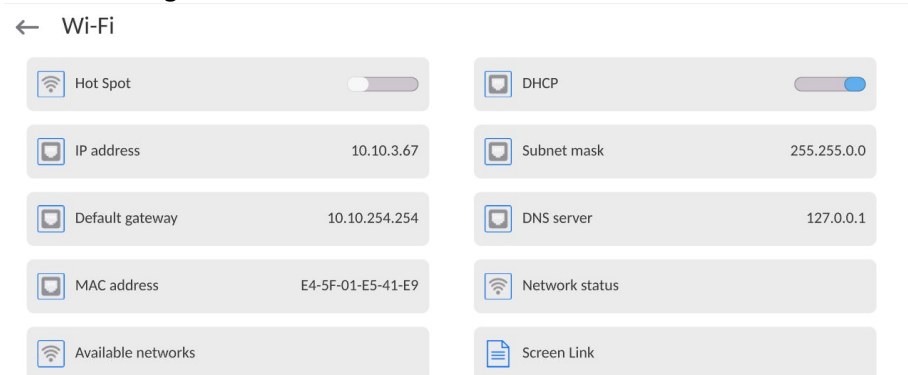 Wi-Fi
Hot Spot
DHCP
IP address 10.10.3.67
Subnet mask 255.255.0.0
Default gateway 10.10.254.254
DNS server 127.0.0.1
MAC address E4-5F-01-E5-41-E9
Network status
Available networks
Screen Link